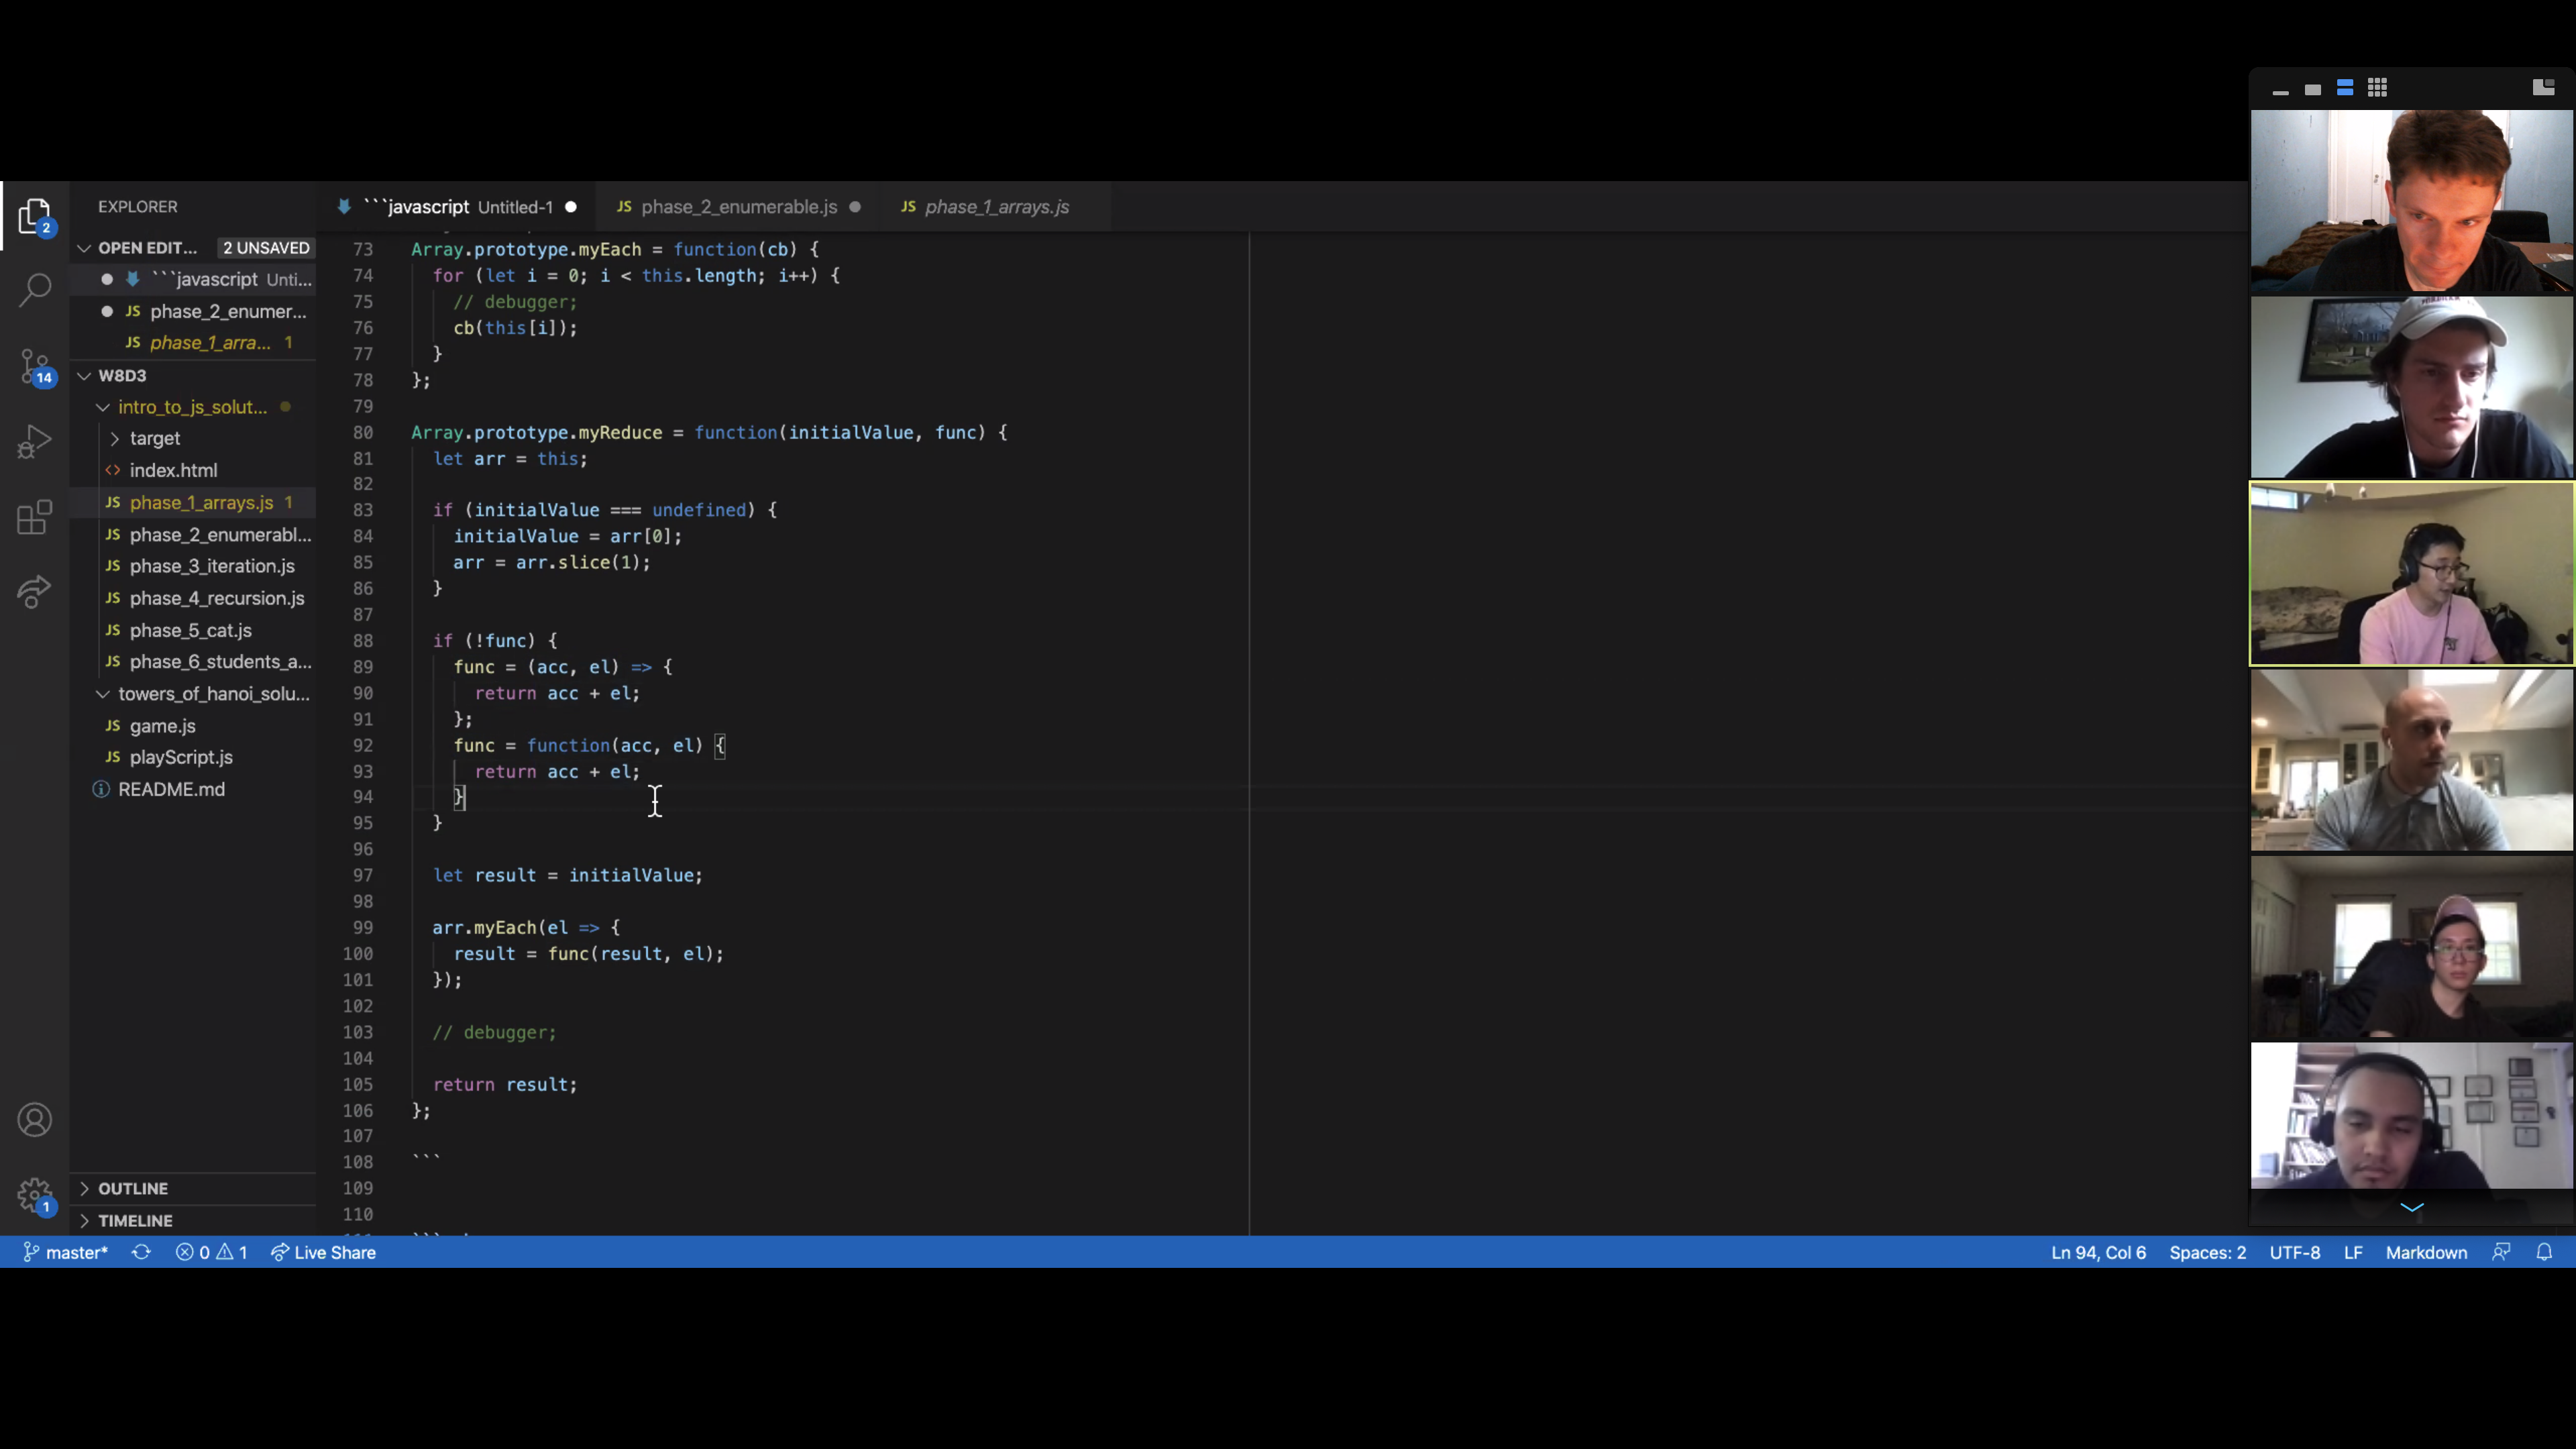 EXPLORER
OPEN EDIT... 2 UNSAVED
```javascript Unti...
JS phase_2_enumer...
JS phase_1_arra... 1
W8D3
intro_to_js_solut...
target
<> index.html
JS phase_1_arrays.js 1
JS phase_2_enumerabl...
JS phase_3_iteration.js
JS phase_4_recursion.js
JS phase_5_cat.js
JS phase_6_students_a...
towers_of_hanoi_solu...
JS game.js
JS playScript.js
README.md
OUTLINE
TIMELINE
2
14
1
```javascript Untitled-1 JS phase_2_enumerable.js JS phase_1_arrays.js
73 Array.prototype.myEach = function(cb) {
74 for (let i = 0; i < this.length; i++) {
75 // debugger;
76 cb(this[i]);
77 }
78 };
79
80 Array.prototype.myReduce = function(initialValue, func) {
81 let arr = this;
82
83 if (initialValue === undefined) {
84 initialValue = arr[0];
85 arr = arr.slice(1);
86 }
87
88 if (!func) {
89 func = (acc, el) => {
90 return acc + el;
91 };
92 func = function(acc, el) {
93 return acc + el;
94 }
95 }
96
97 let result = initialValue;
98
99 arr.myEach(el => {
100 result = func(result, el);
101 });
102
103 // debugger;
104
105 return result;
106 };
107
108 ```
109
110
master* 0 1 Live Share Ln 94, Col 6 Spaces: 2 UTF-8 LF Markdown